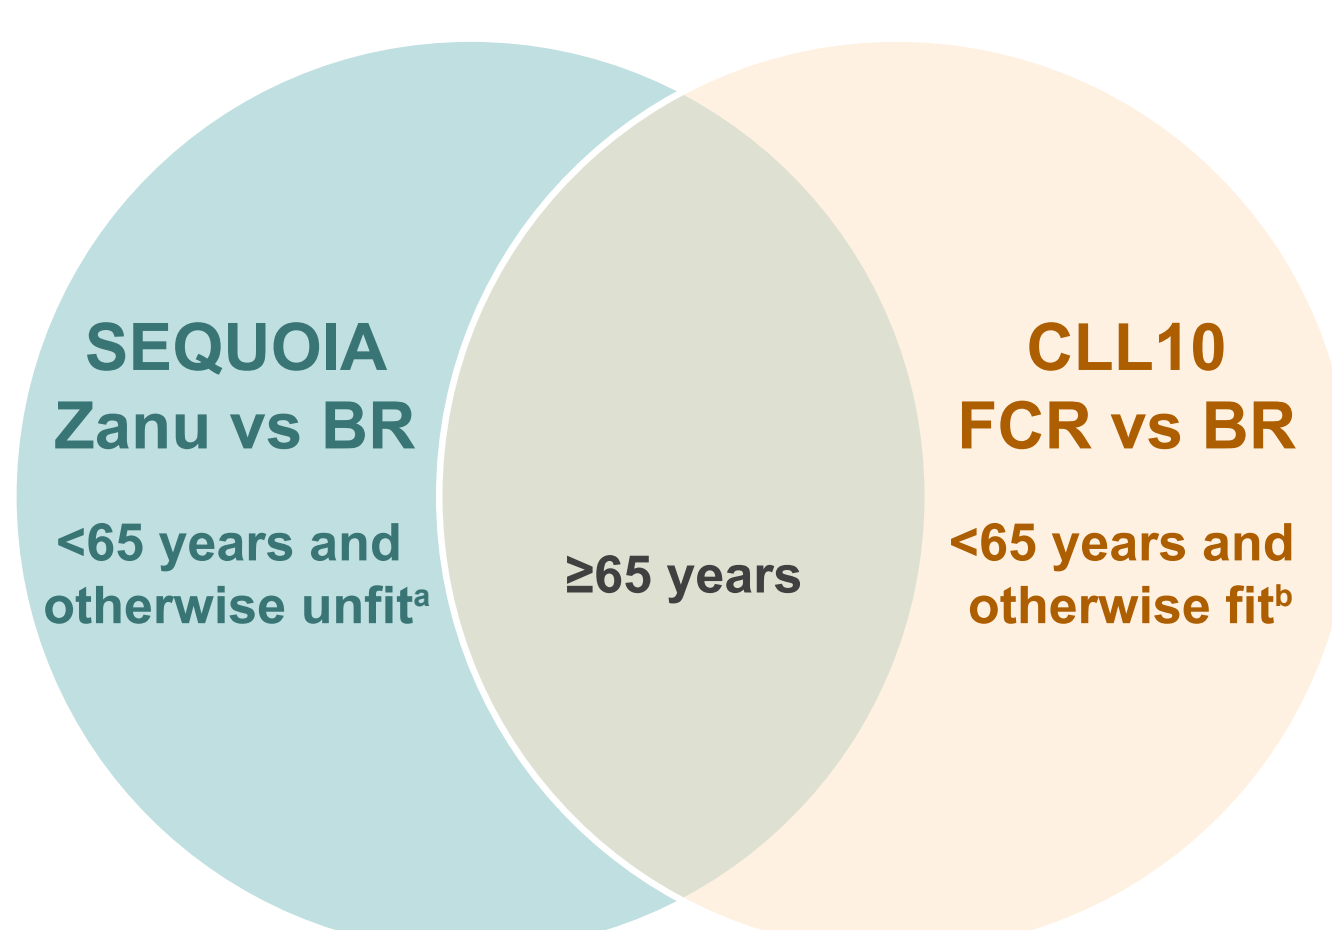 SEQUOIA
Zanu vs BR
<65 years and
otherwise unfitᵃ
≥65 years
CLL10
FCR vs BR
<65 years and
otherwise fitᵇ